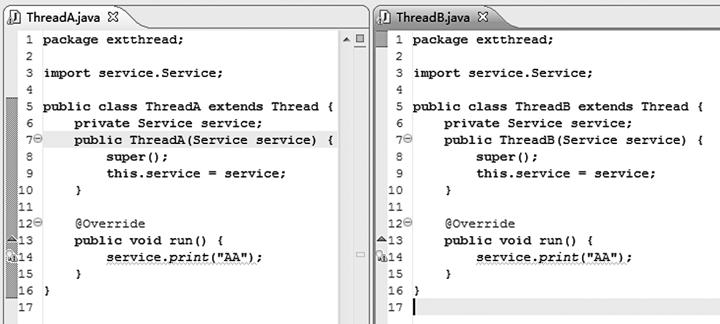 ThreadA.java
1 package extthread;
2
3 import service.Service;
4
5 public class ThreadA extends Thread {
6 private Service service;
7 public ThreadA(Service service) {
8 super();
9 this.service = service;
10 }
11
12 @Override
13 public void run() {
14 service.print("AA");
15 }
16 }
17
ThreadB.java
1 package extthread;
2
3 import service.Service;
4
5 public class ThreadB extends Thread {
6 private Service service;
7 public ThreadB(Service service) {
8 super();
9 this.service = service;
10 }
11
12 @Override
13 public void run() {
14 service.print("AA");
15 }
16 }
17